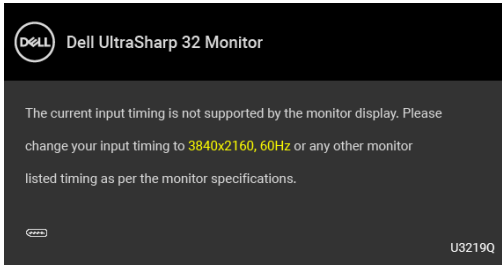 DELL
Dell UltraSharp 32 Monitor
The current input timing is not supported by the monitor display. Please
change your input timing to 3840x2160, 60Hz or any other monitor
listed timing as per the monitor specifications.
U3219Q